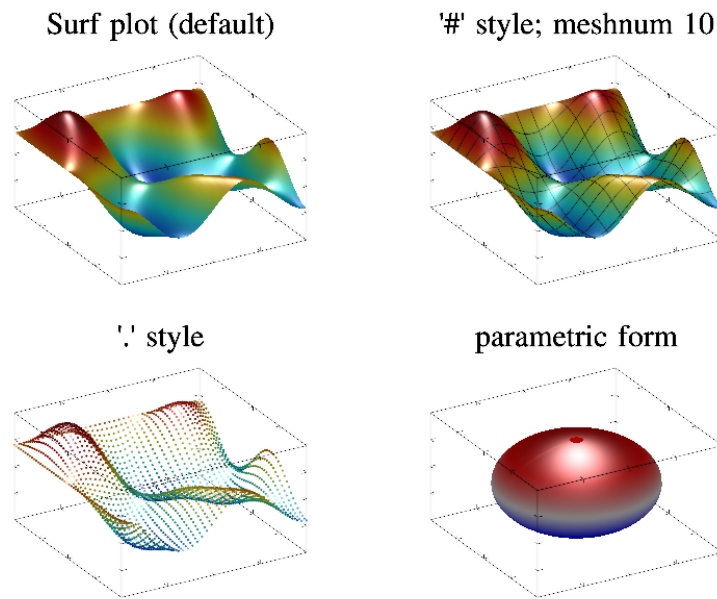 Surf plot (default)
'#' style; meshnum 10
'.' style
parametric form